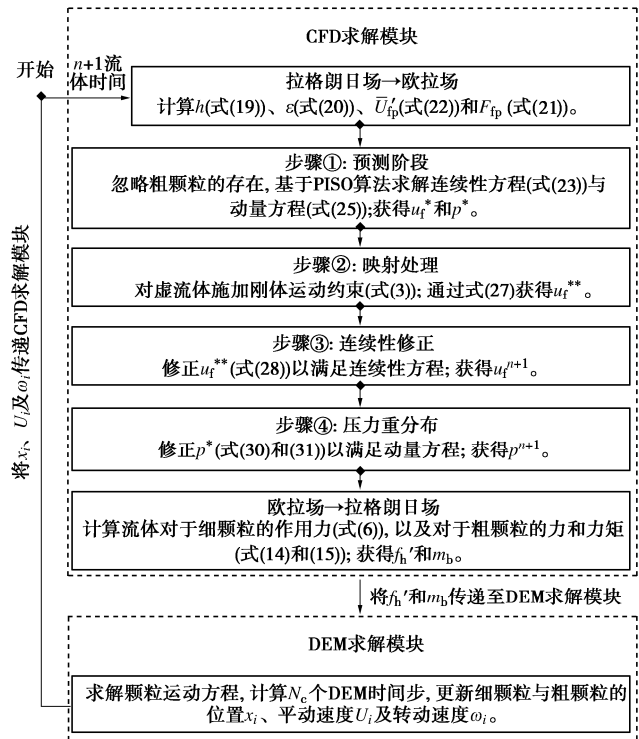 CFD求解模块
开始
n+1流
体时间
拉格朗日场→欧拉场
计算h(式(19))、ε(式(20))、U̅′fp(式(22))和Ffp (式(21))。
步骤①: 预测阶段
忽略粗颗粒的存在, 基于PISO算法求解连续性方程(式(23))与
动量方程(式(25));获得uf*和p*。
步骤②: 映射处理
对虚流体施加刚体运动约束(式(3)); 通过式(27)获得uf**。
步骤③: 连续性修正
修正uf**(式(28))以满足连续性方程; 获得ufn+1。
步骤④: 压力重分布
修正p*(式(30)和(31))以满足动量方程; 获得pn+1。
欧拉场→拉格朗日场
计算流体对于细颗粒的作用力(式(6)), 以及对于粗颗粒的力和力矩
(式(14)和(15)); 获得fh′和mb。
将xi、Ui及ωi传递CFD求解模块
将fh′和mb传递至DEM求解模块
DEM求解模块
求解颗粒运动方程, 计算Nc个DEM时间步, 更新细颗粒与粗颗粒的
位置xi、平动速度Ui及转动速度ωi。